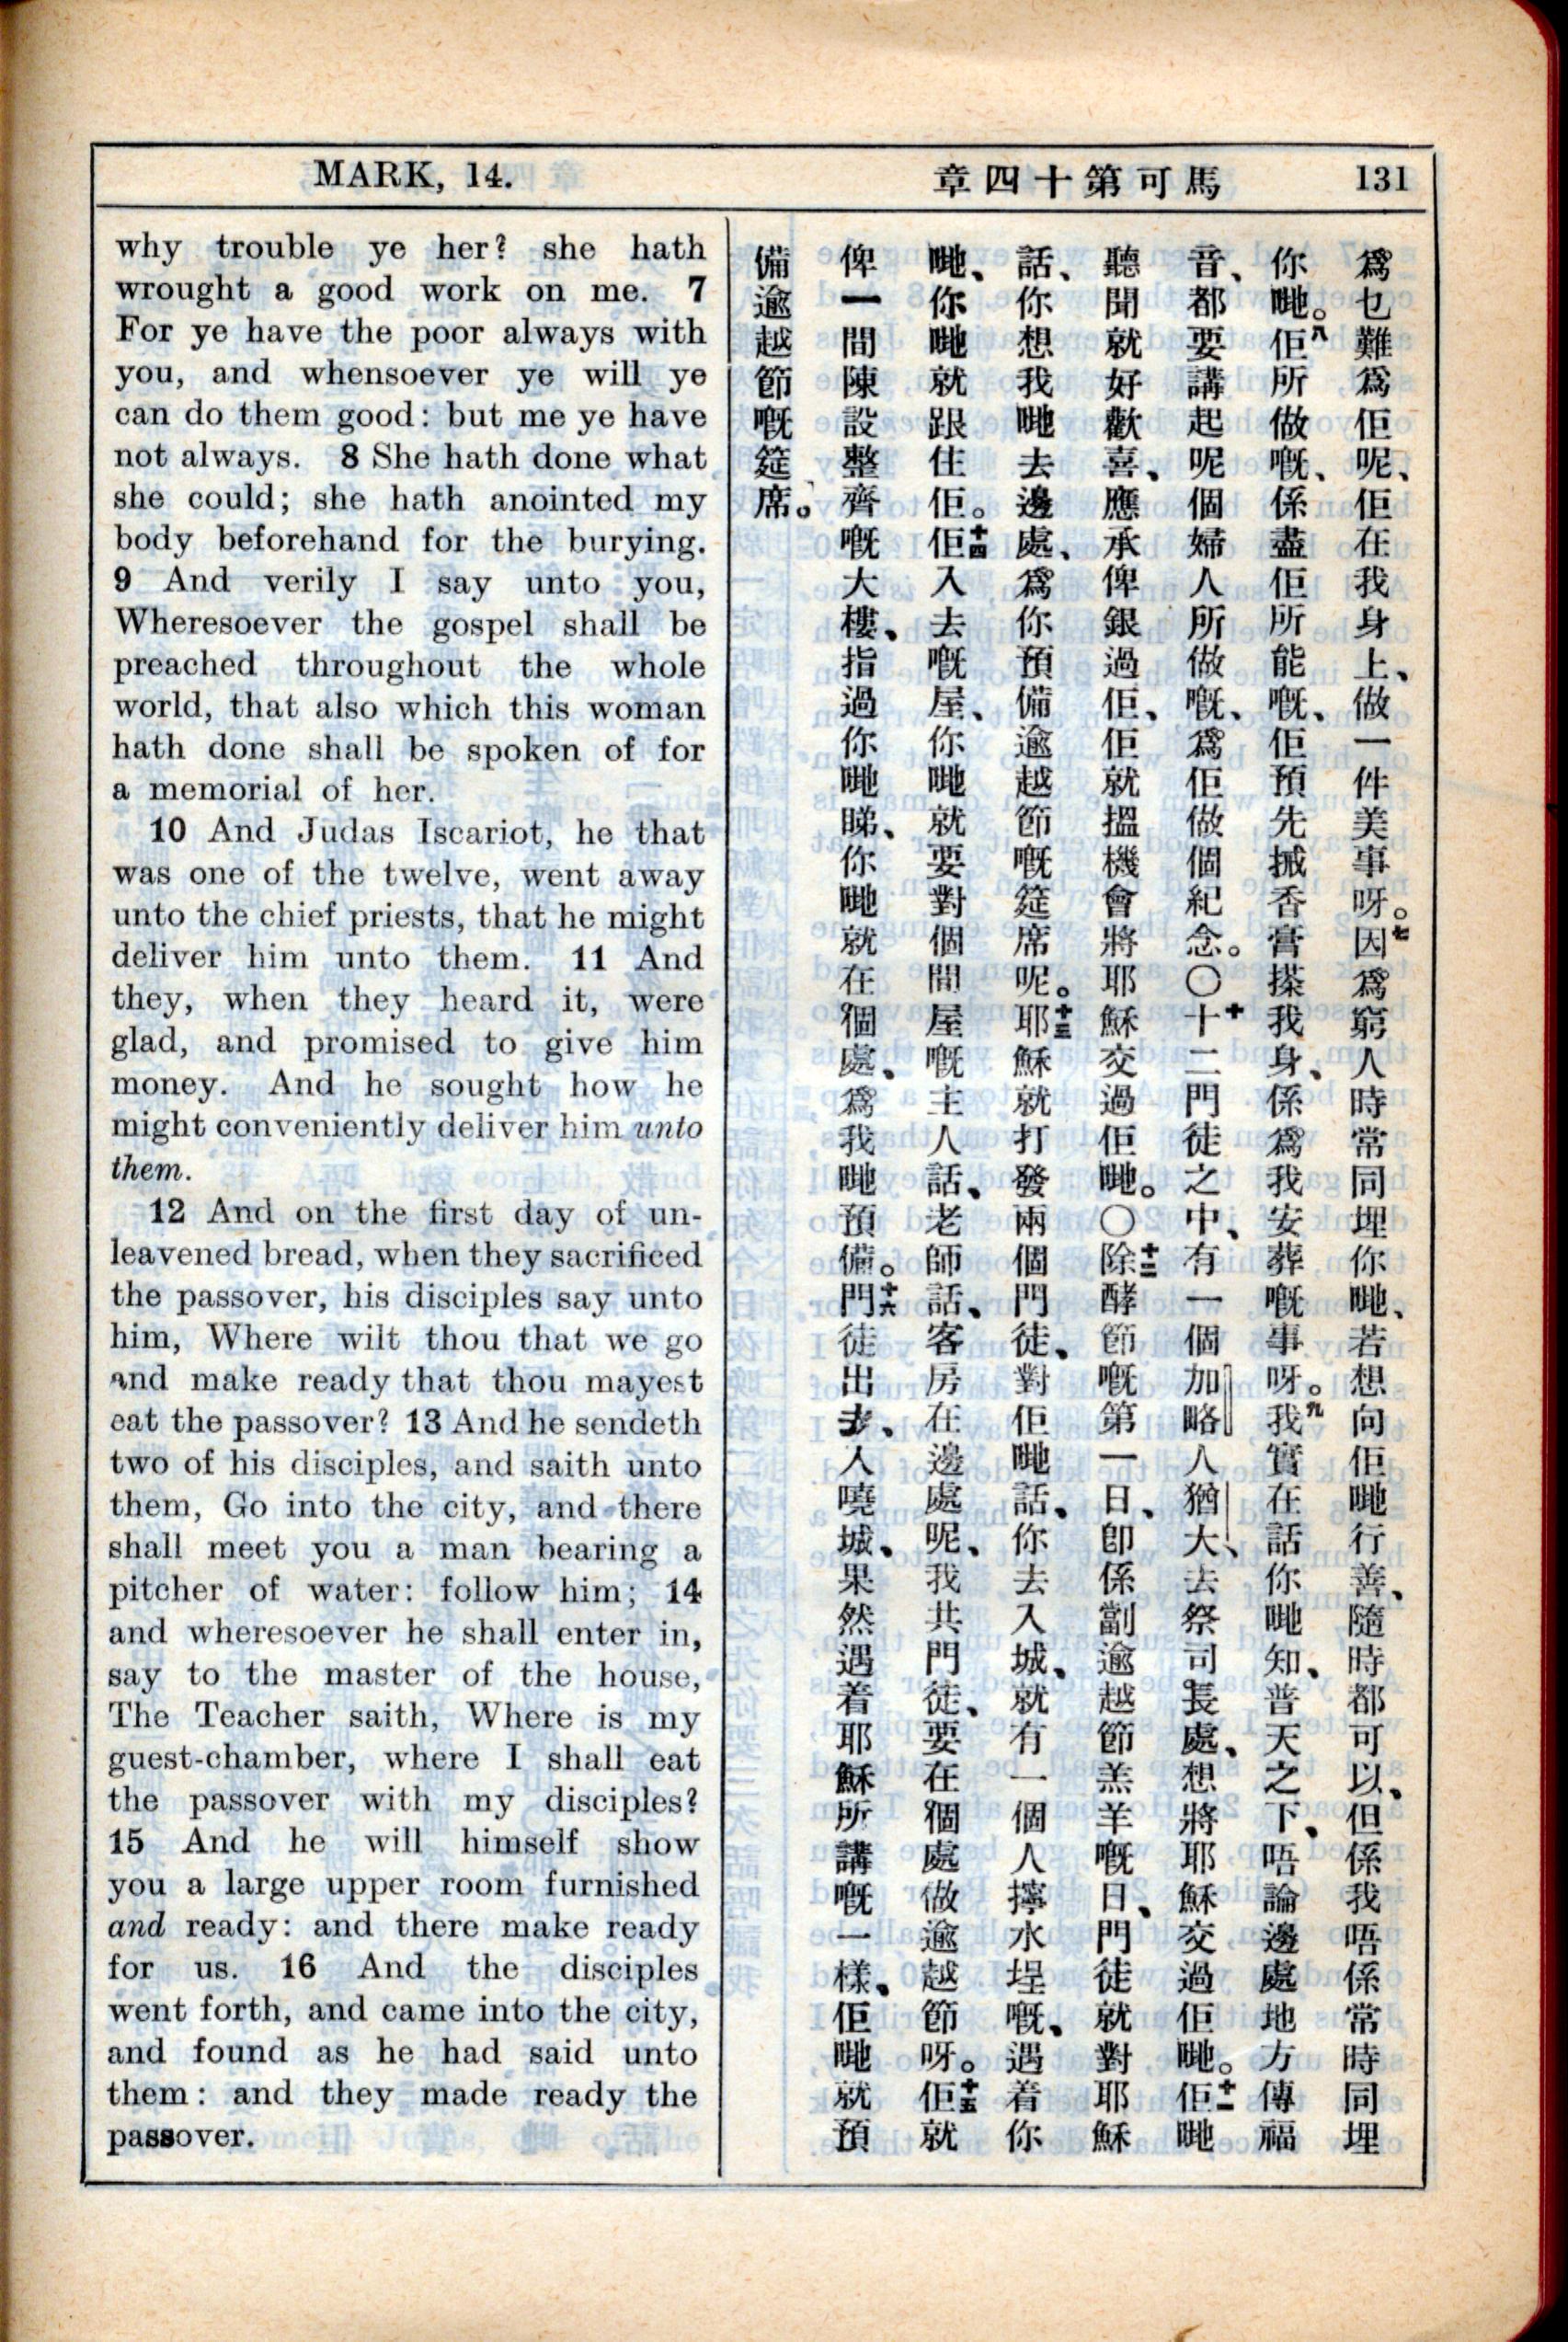 MARK, 14.
章四十第可馬
131
why trouble ye her? she hath
wrought a good work on me. 7
For ye have the poor always with
you, and whensoever ye will ye
can do them good: but me ye have
not always. 8 She hath done what
she could; she hath anointed my
body beforehand for the burying.
9 And verily I say unto you,
Wheresoever the gospel shall be
preached throughout the whole
world, that also which this woman
hath done shall be spoken of for
a memorial of her.
10 And Judas Iscariot, he that
was one of the twelve, went away
unto the chief priests, that he might
deliver him unto them. 11 And
they, when they heard it, were
glad, and promised to give him
money. And he sought how he
might conveniently deliver him unto
them.
12 And on the first day of un-
leavened bread, when they sacrificed
the passover, his disciples say unto
him, Where wilt thou that we go
and make ready that thou mayest
eat the passover? 13 And he sendeth
two of his disciples, and saith unto
them, Go into the city, and there
shall meet you a man bearing a
pitcher of water: follow him; 14
and wheresoever he shall enter in,
say to the master of the house,
The Teacher saith, Where is my
guest-chamber, where I shall eat
the passover with my disciples?
15 And he will himself show
you a large upper room furnished
and ready: and there make ready
for us. 16 And the disciples
went forth, and came into the city,
and found as he had said unto
them: and they made ready the
passover.
爲乜難爲佢呢、佢在我身上、做一件美事呀。七因爲窮人時常同埋你哋、若想向佢哋行善、隨時都可以、但係我唔係常時同埋
你哋。八佢所做嘅、係盡佢所能嘅、佢預先搣香膏搽我身、係爲我安葬嘅事呀。九我實在話你哋知、普天之下、唔論邊處地方傳福
音、都要講起呢個婦人所做嘅、爲佢做個紀念。〇十十二門徒之中、有一個加略人猶大、去祭司長處、想將耶穌交過佢哋。十一佢哋
聽聞就好歡喜、應承俾銀過佢、佢就搵機會將耶穌交過佢哋。〇十二除酵節嘅第一日、卽係劏逾越節羔羊嘅日、門徒就對耶穌
話、你想我哋去邊處、爲你預備逾越節嘅筵席呢。十三耶穌就打發兩個門徒、對佢哋話、你去入城、就有一個人擰水埕嘅、遇着你
哋、你哋就跟住佢。十四佢入去嘅屋、你哋就要對個間屋嘅主人話、老師話、客房在邊處呢、我共門徒、要在嗰處做逾越節呀。十五佢就
俾一間陳設整齊嘅大樓、指過你哋睇、你哋就在嗰處、爲我哋預備。十六門徒出去、入嘵城、果然遇着耶穌所講嘅一樣、佢哋就預
備逾越節嘅筵席。